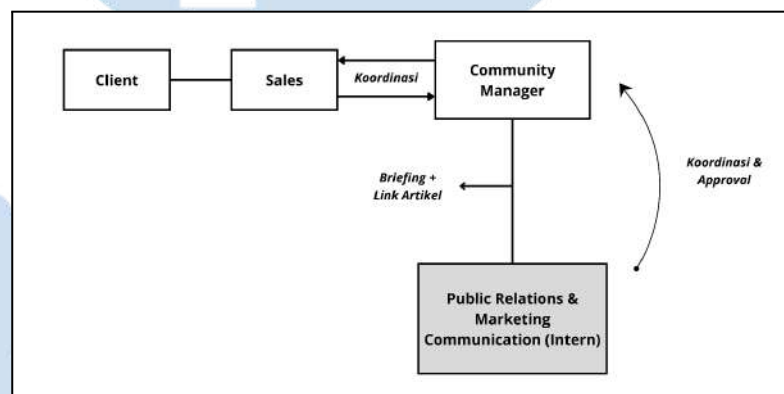 Client
Sales
Koordinasi
Community
Manager
Briefing +
Link Artikel
Koordinasi &
Approval
Public Relations &
Marketing
Communication (Intern)